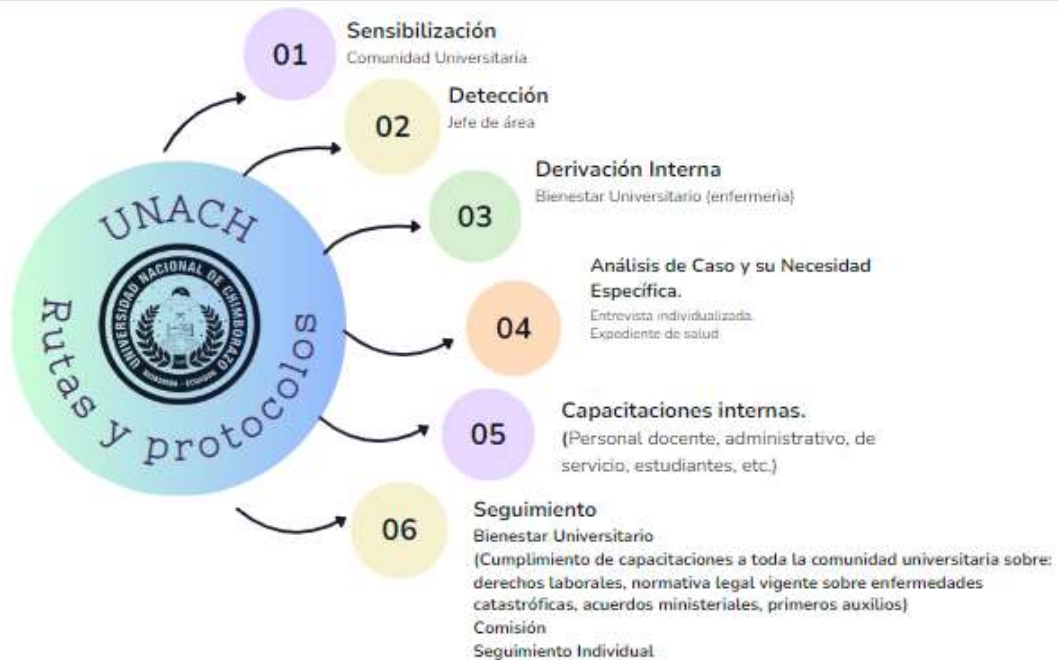 01
Sensibilización
Comunidad Universitaria
02
Detección
Jefe de área
03
Derivación Interna
Bienestar Universitario (enfermería)
UNACH
Rutas y protocolos
UNIVERSIDAD NACIONAL DE CHIMBORAZO
RIOBAMBA - ECUADOR
04
Análisis de Caso y su Necesidad
Específica.
Entrevista individualizada.
Expediente de salud
05
Capacitaciones internas.
(Personal docente, administrativo, de
servicio, estudiantes, etc.)
06
Seguimiento
Bienestar Universitario
(Cumplimiento de capacitaciones a toda la comunidad universitaria sobre:
derechos laborales, normativa legal vigente sobre enfermedades
catastróficas, acuerdos ministeriales, primeros auxilios)
Comisión
Seguimiento Individual